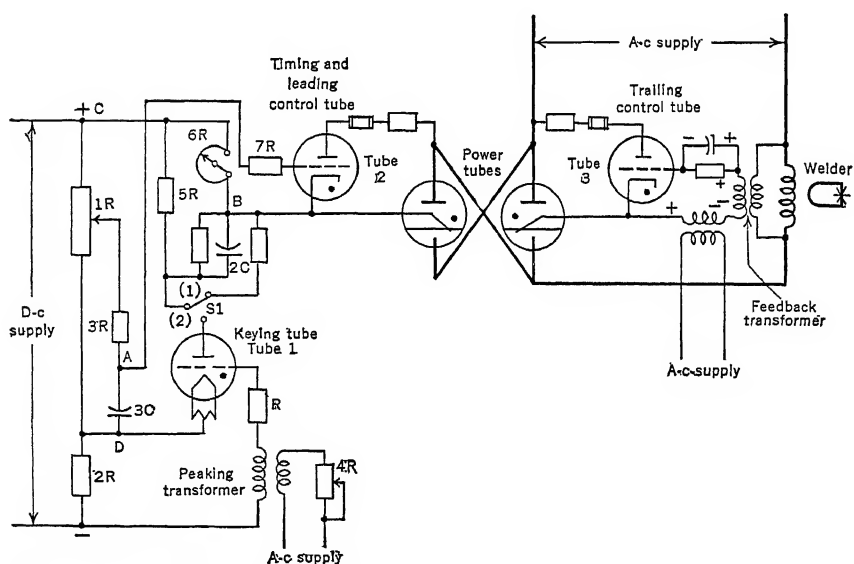 A-c supply
Timing and
leading
control tube
Trailing
control tube
+ C
6R
7R
Tube
2
Power
tubes
Tube
3
- +
Welder
5R
B
+
-
1R
+ - -
2C
(1)
(2) S1
D-c
supply
3R
Keying tube
Tube 1
Feedback
transformer
A
3C
R
A-c supply
D
2R
Peaking
transformer
4R
-
A-c supply